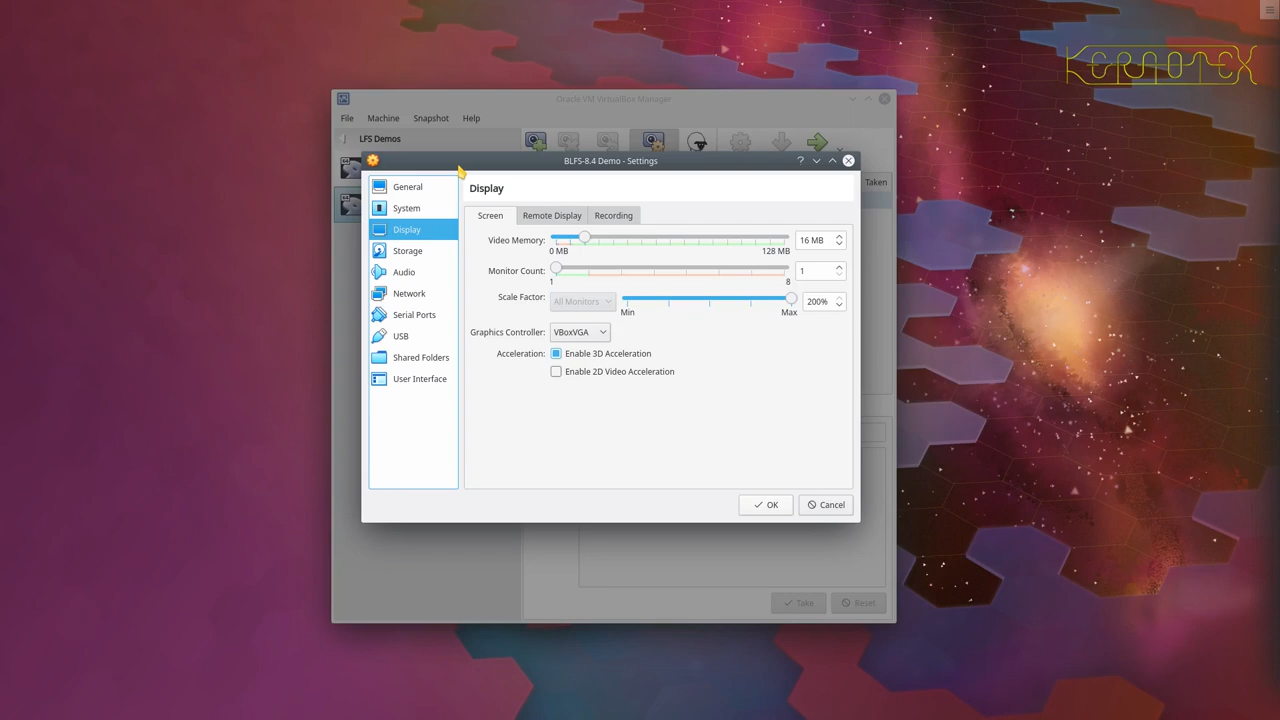 KERNOTEX
Oracle VM VirtualBox Manager
File Machine Snapshot Help
LFS Demos
BLFS-8.4 Demo - Settings
Taken
General
System
Display
Storage
Audio
Network
Serial Ports
USB
Shared Folders
User Interface
Display
Screen Remote Display Recording
Video Memory: 16 MB
0 MB 128 MB
Monitor Count: 1
1 8
Scale Factor: All Monitors 200%
Min Max
Graphics Controller: VBoxVGA
Acceleration: Enable 3D Acceleration
Enable 2D Video Acceleration
OK Cancel
Take Reset